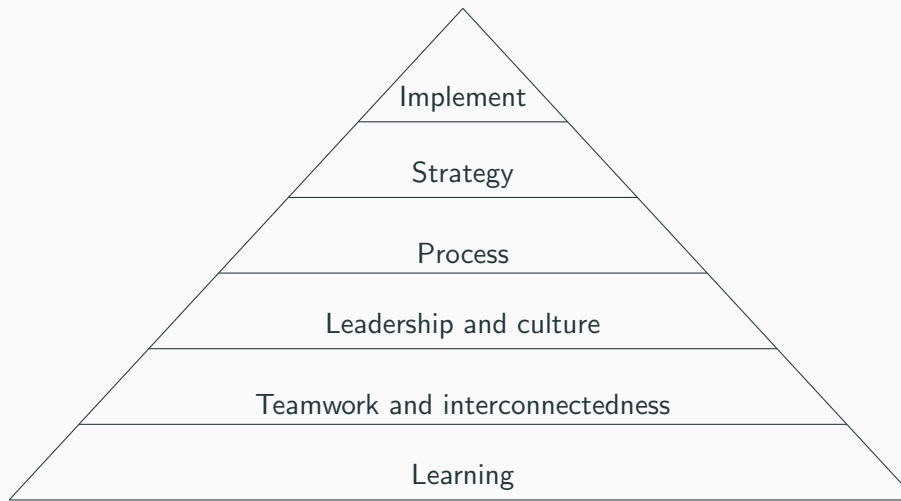 Implement
Strategy
Process
Leadership and culture
Teamwork and interconnectedness
Learning